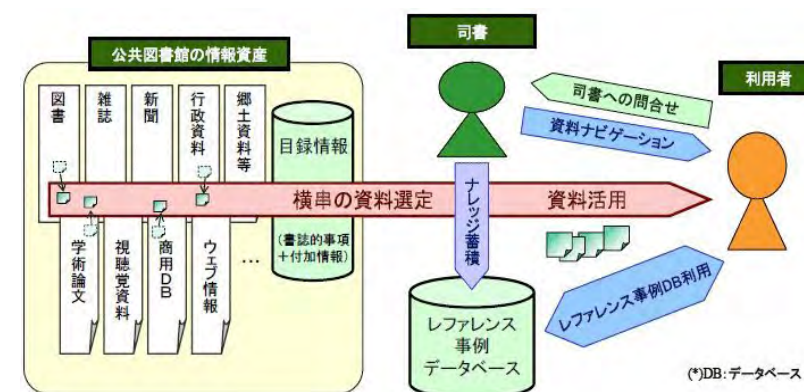 公共図書館の情報資産
図書
雑誌
新聞
行政資料
郷土資料等
目録情報
(書誌的事項
+付加情報)
学術論文
視聴覚資料
商用DB
ウェブ情報
…
横串の資料選定
資料活用
司書
ナレッジ蓄積
レファレンス
事例
データベース
司書への問合せ
資料ナビゲーション
利用者
レファレンス事例DB利用
(*)DB:データベース